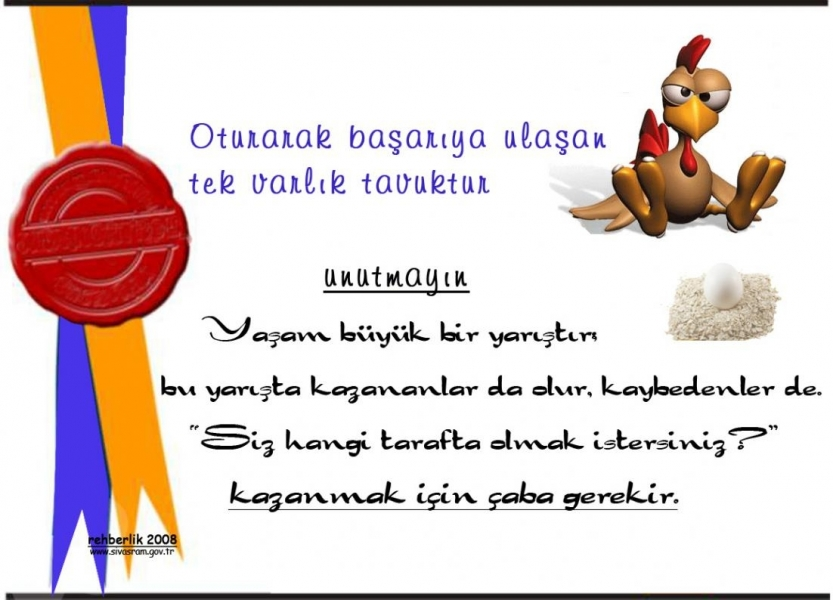 Oturarak başarıya ulaşan
tek varlık tavuktur
unutmayın
Yaşam büyük bir yarıştır;
bu yarışta kazananlar da olur, kaybedenler de.
“Siz hangi tarafta olmak istersiniz?”
kazanmak için çaba gerekir.
rehberlik 2008
www.sivasram.gov.tr